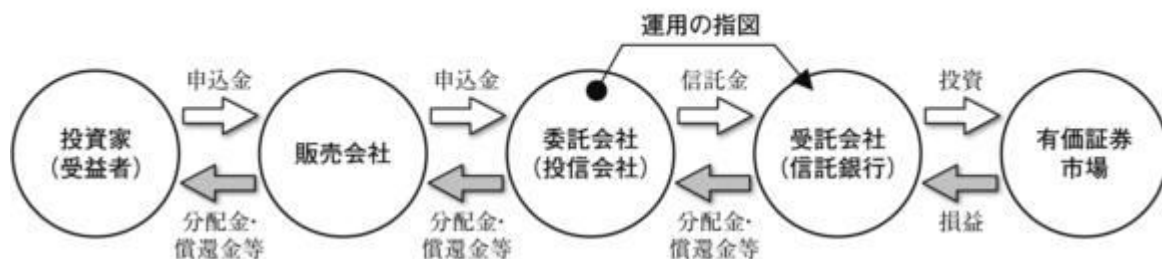 運用の指図
申込金
申込金
信託金
投資
投資家
(受益者)
販売会社
委託会社
(投信会社)
受託会社
(信託銀行)
有価証券
市場
分配金・
償還金等
分配金・
償還金等
分配金・
償還金等
損益